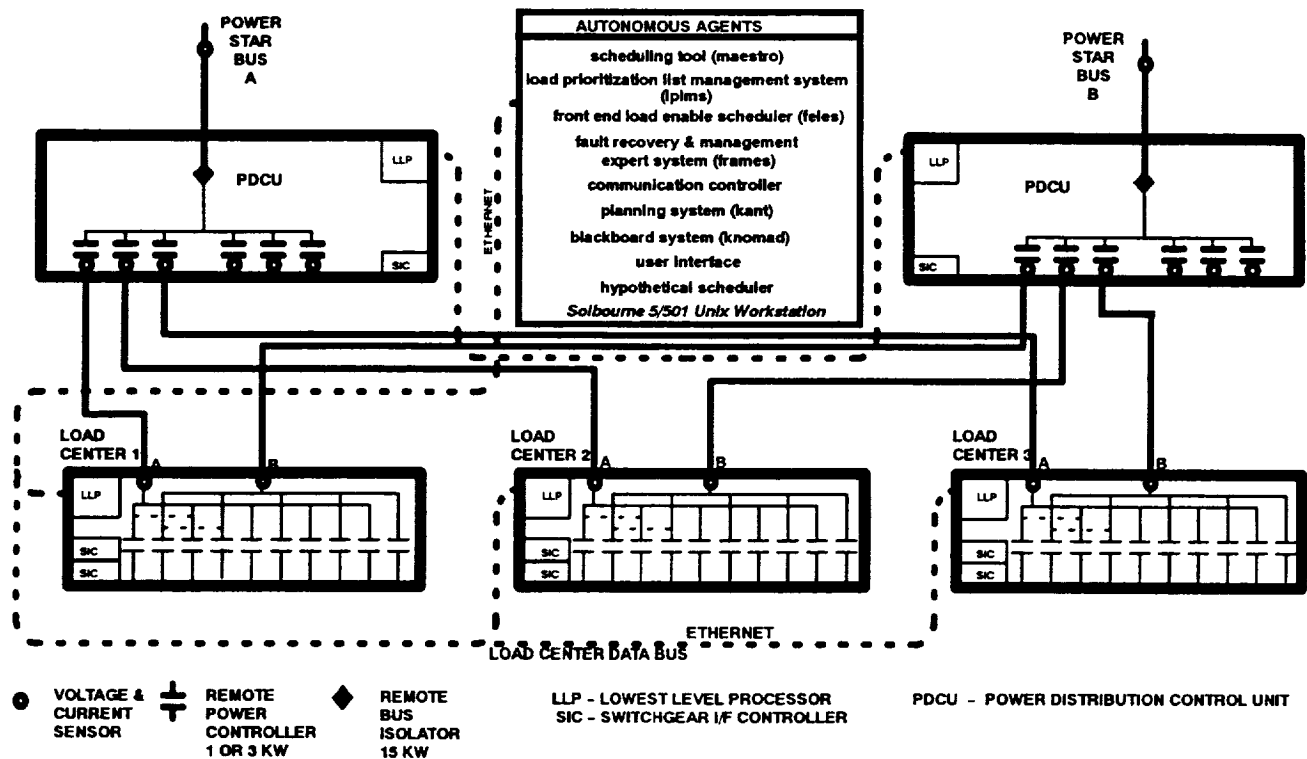 POWER
STAR
BUS
A
AUTONOMOUS AGENTS
scheduling tool (maestro)
load prioritization list management system
(lplms)
front end load enable scheduler (feles)
fault recovery & management
expert system (frames)
communication controller
planning system (kant)
blackboard system (knomad)
user interface
hypothetical scheduler
Solbourne 5/501 Unix Workstation
POWER
STAR
BUS
B
LLP
PDCU
SIC
ETHERNET
LLP
PDCU
SIC
LOAD
CENTER 1
A
B
LLP
SIC
SIC
LOAD
CENTER 2
A
B
LLP
SIC
SIC
LOAD
CENTER 3
A
B
LLP
SIC
SIC
ETHERNET
LOAD CENTER DATA BUS
VOLTAGE &
CURRENT
SENSOR
REMOTE
POWER
CONTROLLER
1 OR 3 KW
REMOTE
BUS
ISOLATOR
15 KW
LLP - LOWEST LEVEL PROCESSOR
SIC - SWITCHGEAR I/F CONTROLLER
PDCU - POWER DISTRIBUTION CONTROL UNIT